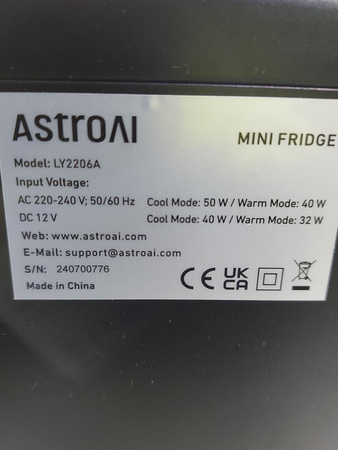 AstroAI
MINI FRIDGE
Model: LY2206A
Input Voltage:
AC 220-240 V; 50/60 Hz Cool Mode: 50 W / Warm Mode: 40 W
DC 12 V Cool Mode: 40 W / Warm Mode: 32 W
Web: www.astroai.com
E-Mail: support@astroai.com
S/N: 240700776
Made in China
CE UK CA